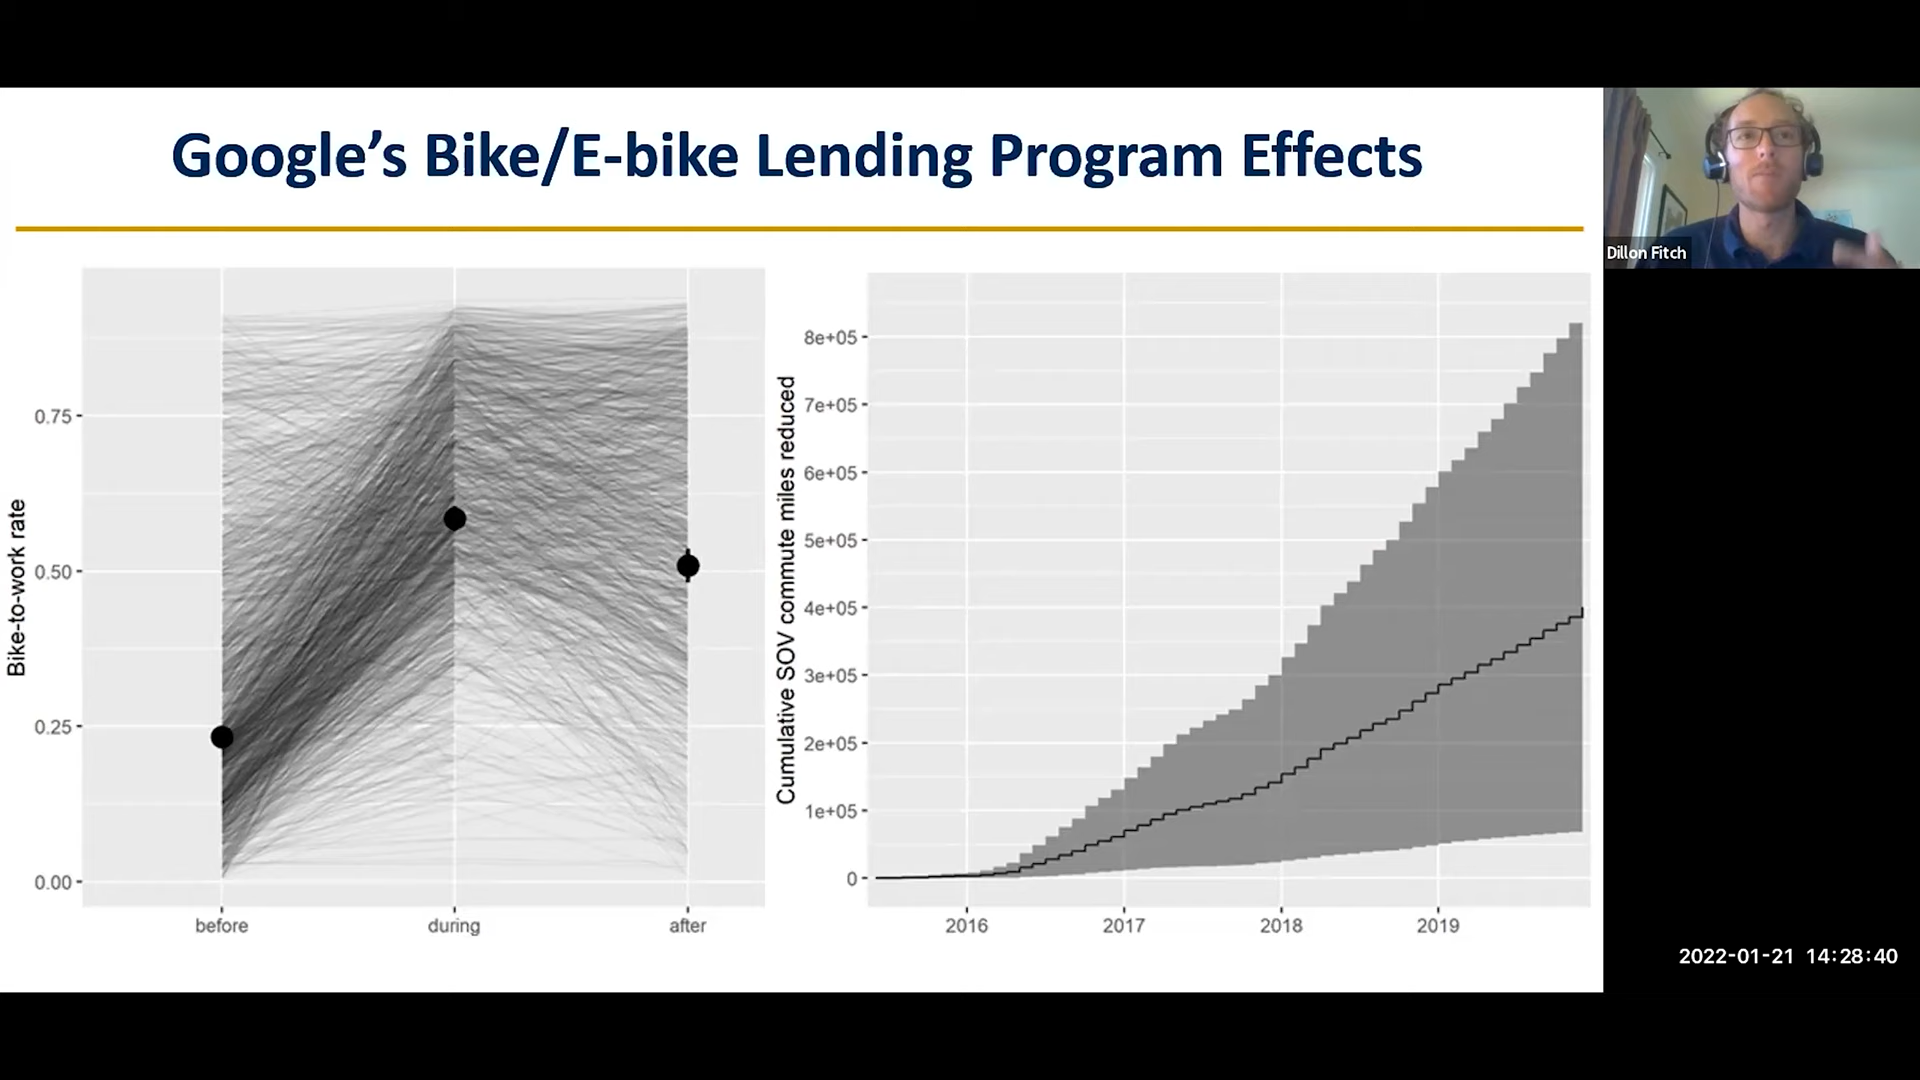 Google’s Bike/E-bike Lending Program Effects
Dillon Fitch
Bike-to-work rate
0.75
0.50
0.25
0.00
before
during
after
Cumulative SOV commute miles reduced
8e+05
7e+05
6e+05
5e+05
4e+05
3e+05
2e+05
1e+05
0
2016
2017
2018
2019
2022-01-21 14:28:40